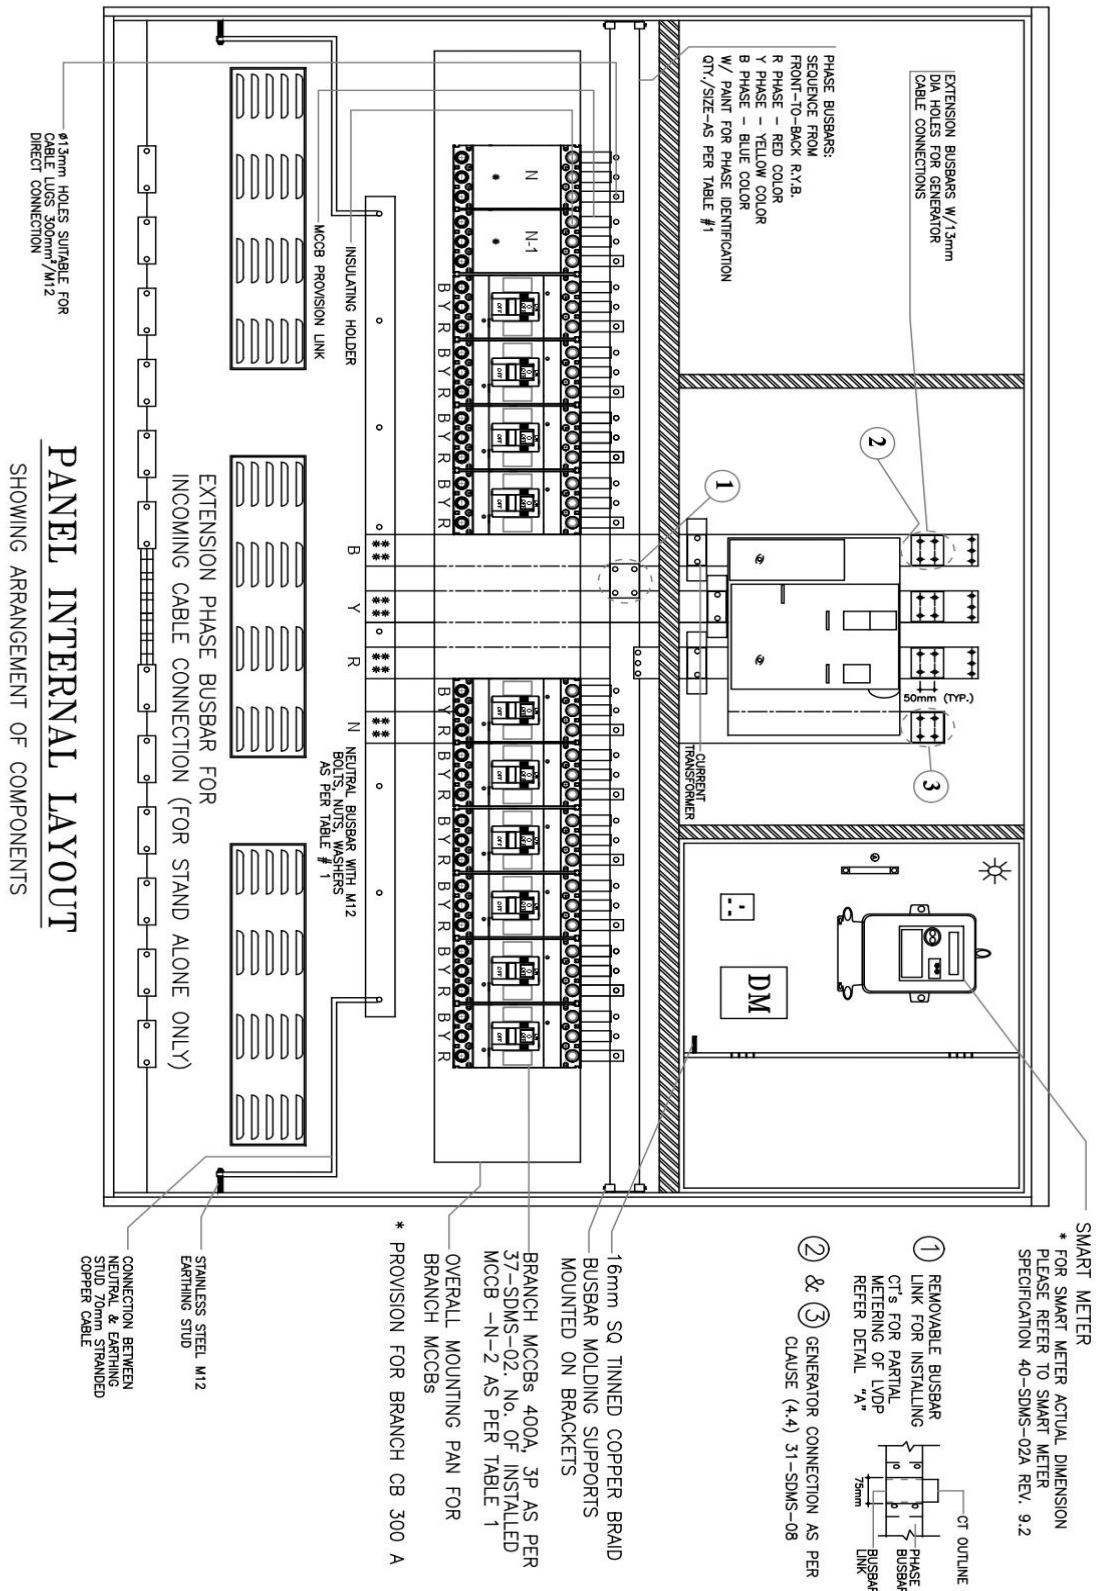 SMART METER
* FOR SMART METER ACTUAL DIMENSION
PLEASE REFER TO SMART METER
SPECIFICATION 40-SDMS-02A REV. 9.2
1
REMOVABLE BUSBAR
LINK FOR INSTALLING
CT's FOR PARTIAL
METERING OF LVDP
REFER DETAIL "A"
CT OUTLINE
PHASE
BUSBAR
BUSBAR
LINK
75mm
2 & 3 GENERATOR CONNECTION AS PER
CLAUSE (4.4) 31-SDMS-08
16mm SQ TINNED COPPER BRAID
BUSBAR MOLDING SUPPORTS
MOUNTED ON BRACKETS
BRANCH MCCBs 400A, 3P AS PER
37-SDMS-02. No. OF INSTALLED
MCCB -N-2 AS PER TABLE 1
OVERALL MOUNTING PAN FOR
BRANCH MCCBs
* PROVISION FOR BRANCH CB 300 A
STAINLESS STEEL M12
EARTHING STUD
CONNECTION BETWEEN
NEUTRAL & EARTHING
STUD 70mm STRANDED
COPPER CABLE
EXTENSION BUSBARS W/13mm
DIA HOLES FOR GENERATOR
CABLE CONNECTIONS
PHASE BUSBARS:
SEQUENCE FROM
FRONT-TO-BACK R.Y.B.
R PHASE - RED COLOR
Y PHASE - YELLOW COLOR
B PHASE - BLUE COLOR
W/ PAINT FOR PHASE IDENTIFICATION
QTY./SIZE-AS PER TABLE #1
2
1
3
50mm (TYP.)
CURRENT
TRANSFORMER
DM
N
*
N-1
*
OFF OFF OFF OFF OFF OFF OFF OFF OFF OFF
B Y R B Y R B Y R B Y R B Y R B Y R B Y R B Y R B Y R B Y R
INSULATING HOLDER
MCCB PROVISION LINK
B Y R N
NEUTRAL BUSBAR WITH M12
BOLTS, NUTS, WASHERS
AS PER TABLE # 1
EXTENSION PHASE BUSBAR FOR
INCOMING CABLE CONNECTION (FOR STAND ALONE ONLY)
ø13mm HOLES SUITABLE FOR
CABLE LUGS 300mm²/M12
DIRECT CONNECTION
PANEL INTERNAL LAYOUT
SHOWING ARRANGEMENT OF COMPONENTS